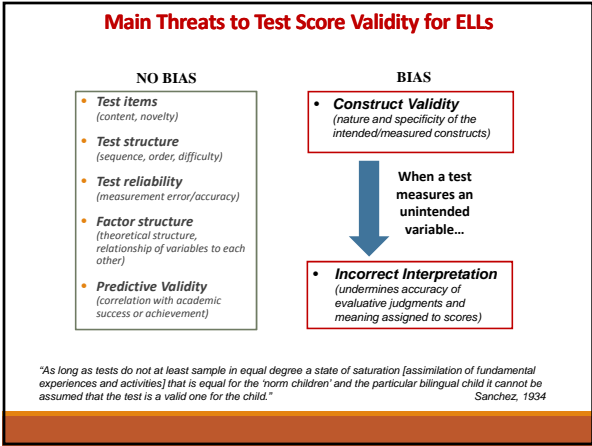 Main Threats to Test Score Validity for ELLs
NO BIAS
• Test items
(content, novelty)
• Test structure
(sequence, order, difficulty)
• Test reliability
(measurement error/accuracy)
• Factor structure
(theoretical structure,
relationship of variables to each
other)
• Predictive Validity
(correlation with academic
success or achievement)
BIAS
• Construct Validity
(nature and specificity of the
intended/measured constructs)
When a test
measures an
unintended
variable…
• Incorrect Interpretation
(undermines accuracy of
evaluative judgments and
meaning assigned to scores)
“As long as tests do not at least sample in equal degree a state of saturation [assimilation of fundamental
experiences and activities] that is equal for the ‘norm children’ and the particular bilingual child it cannot be
assumed that the test is a valid one for the child.” Sanchez, 1934